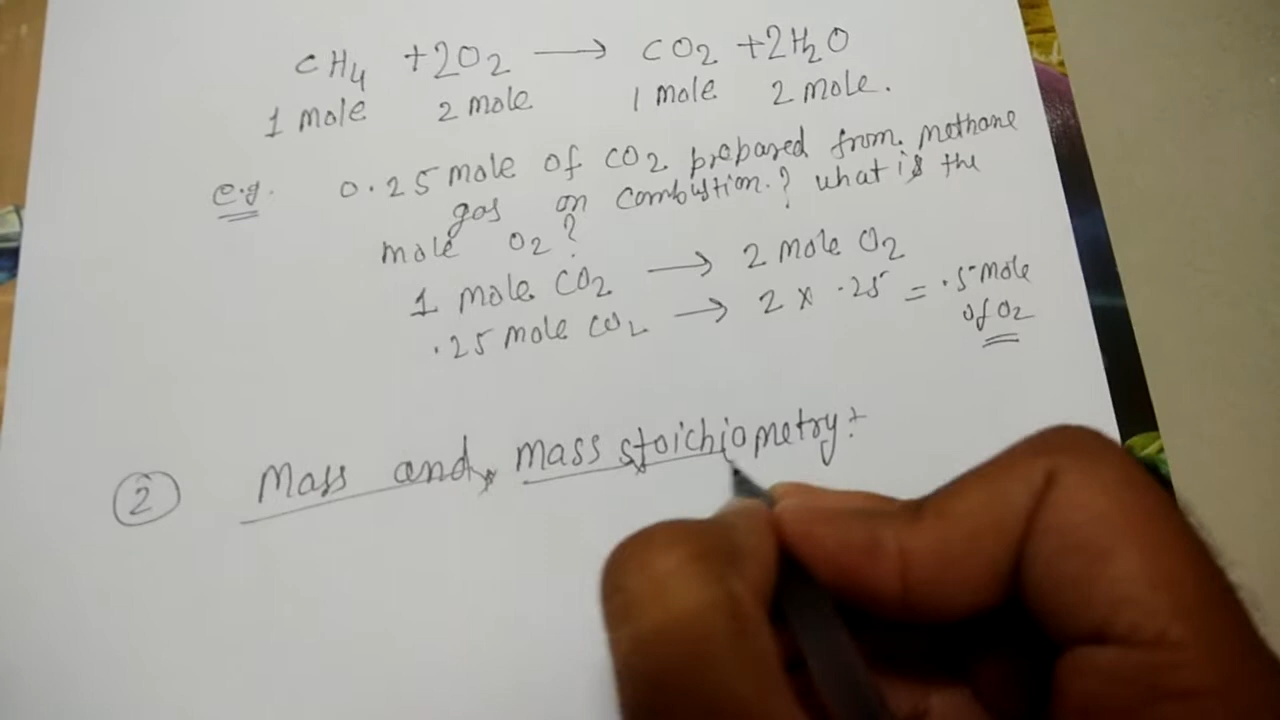 CH4 +2O2 → CO2 +2H2O
1 mole 2 mole 1 mole 2 mole.
e.g. 0.25 mole of CO2 prepared from methane
gas on combustion.? what is the
mole O2?
1 mole CO2 → 2 mole O2
.25 mole CO2 → 2 × .25 = .5 mole
of O2
2 Mass and, mass stoichiometry: